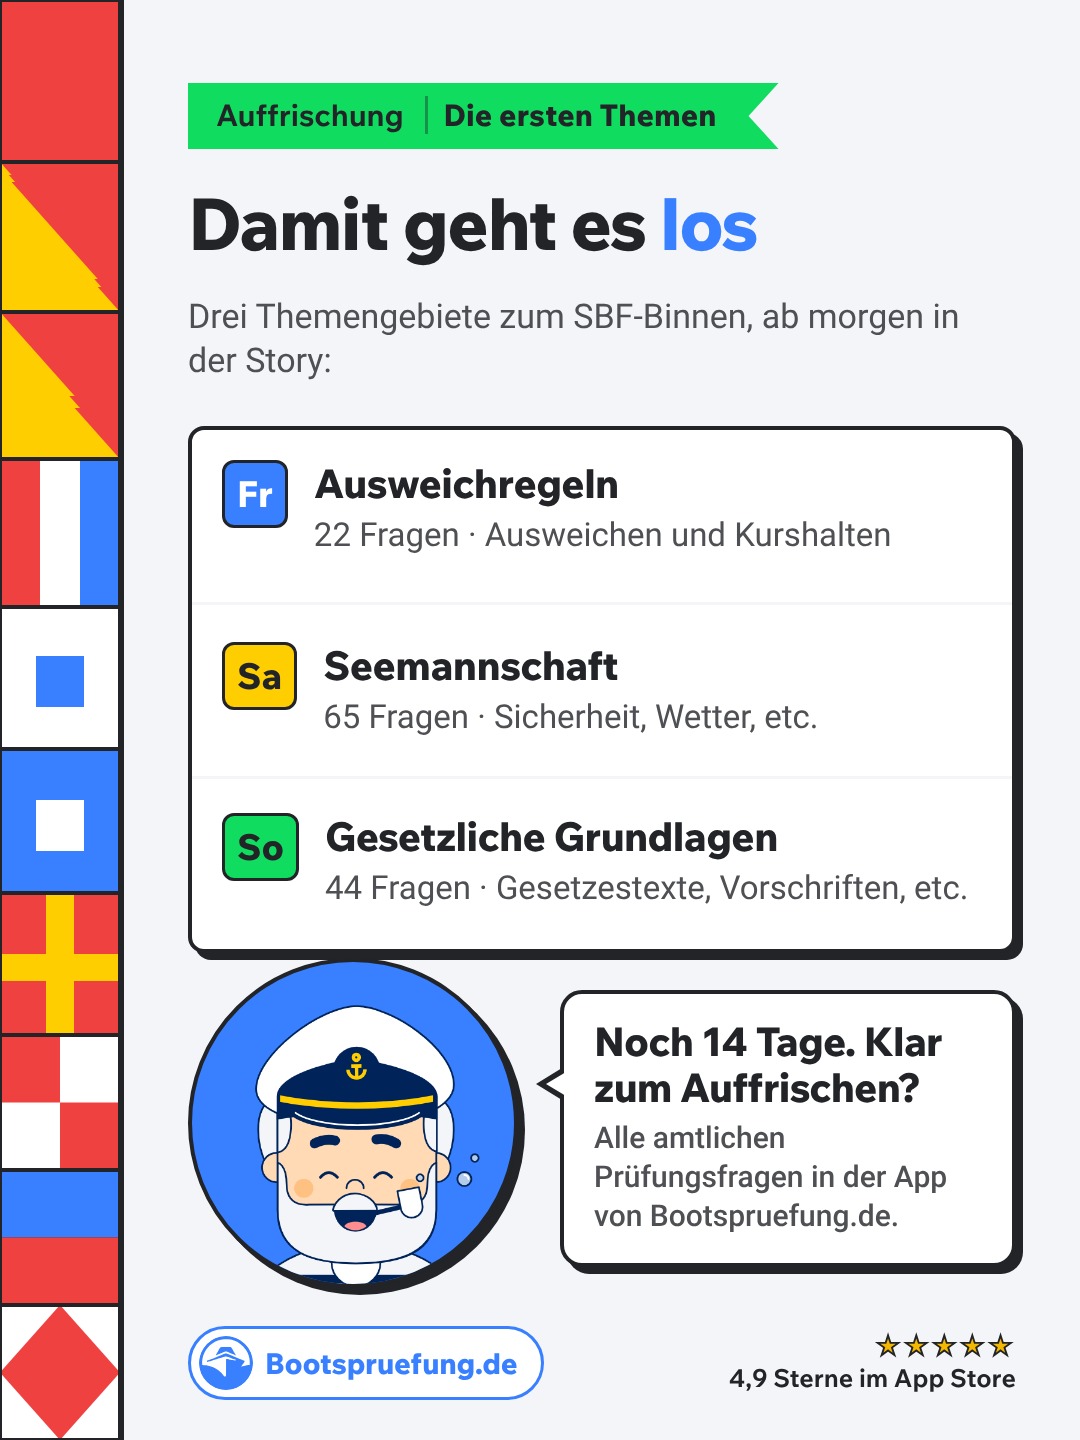 Auffrischung | Die ersten Themen
Damit geht es los
Drei Themengebiete zum SBF-Binnen, ab morgen in
der Story:
Fr
Ausweichregeln
22 Fragen · Ausweichen und Kurshalten
Sa
Seemannschaft
65 Fragen · Sicherheit, Wetter, etc.
So
Gesetzliche Grundlagen
44 Fragen · Gesetzestexte, Vorschriften, etc.
Noch 14 Tage. Klar
zum Auffrischen?
Alle amtlichen
Prüfungsfragen in der App
von Bootspruefung.de.
Bootspruefung.de
4,9 Sterne im App Store